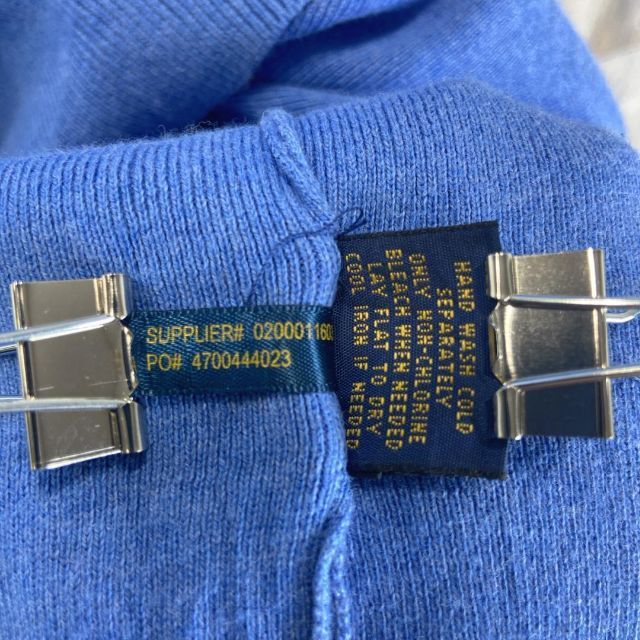 SUPPLIER# 020001160
PO# 4700444023
HAND WASH COLD
SEPARATELY
ONLY NON-CHLORINE
BLEACH WHEN NEEDED
LAY FLAT TO DRY
COOL IRON IF NEEDED